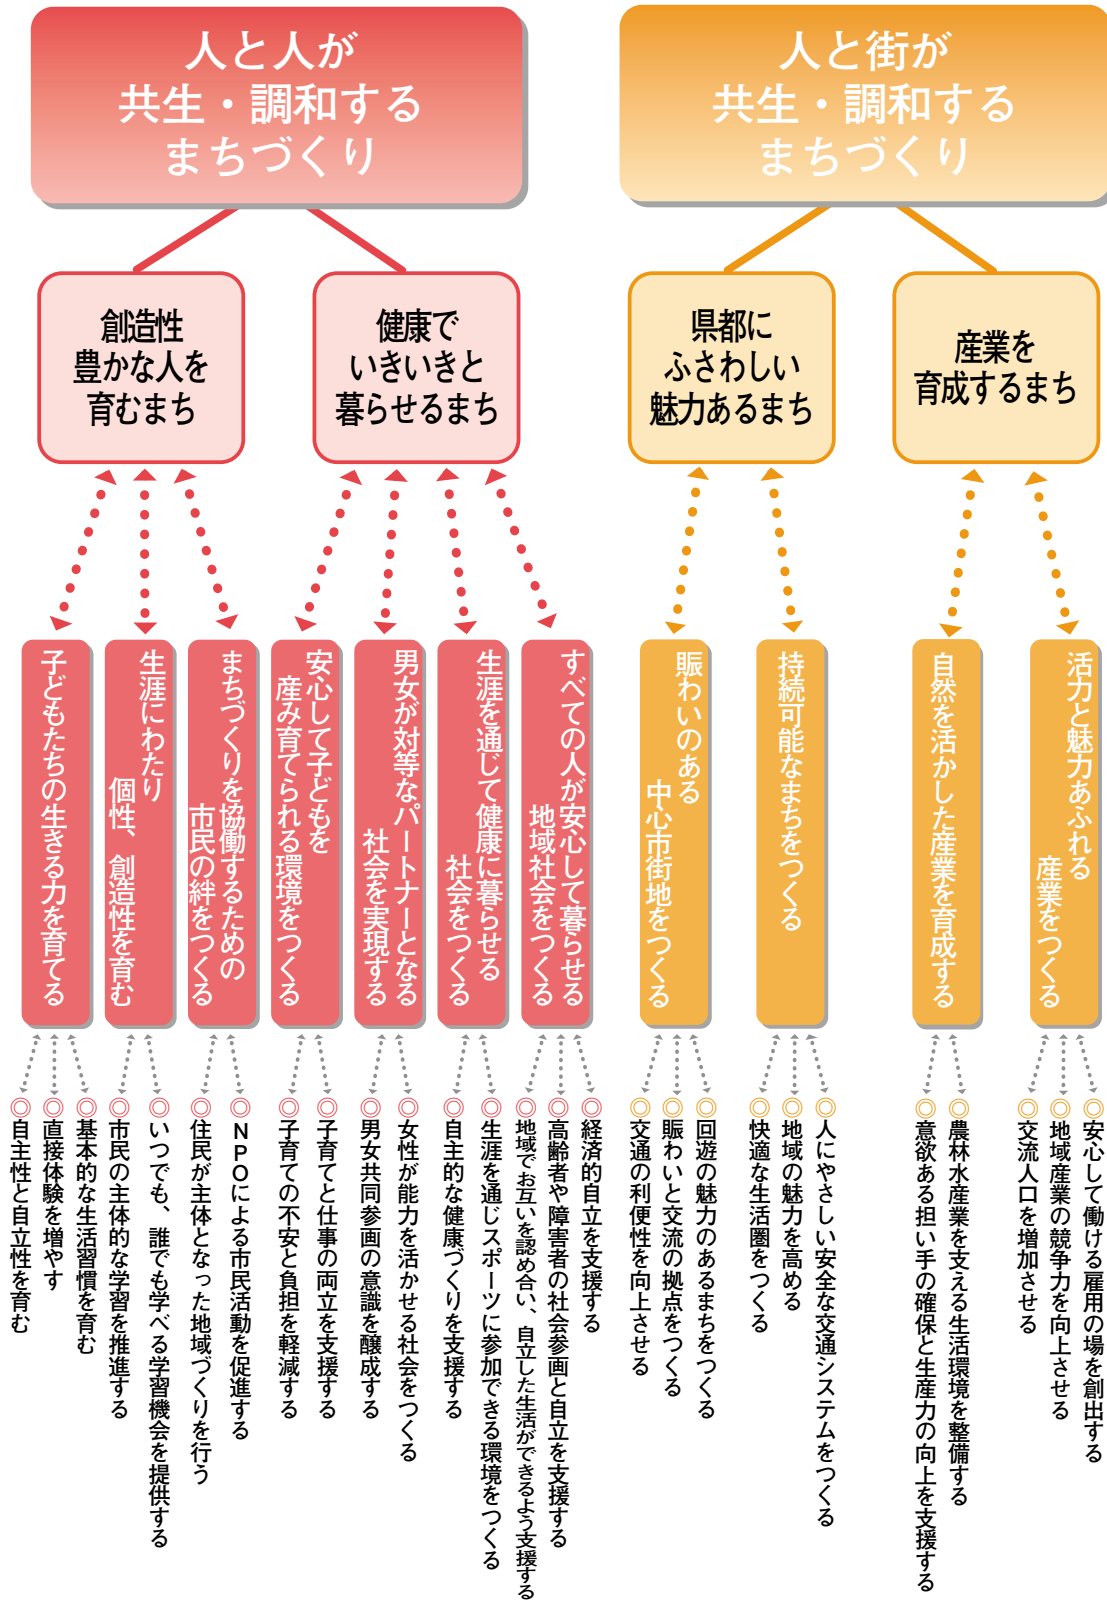 人と人が
共生・調和する
まちづくり
人と街が
共生・調和する
まちづくり
創造性
豊かな人を
育むまち
健康で
いきいきと
暮らせるまち
県都に
ふさわしい
魅力あるまち
産業を
育成するまち
子どもたちの生きる力を育てる
生涯にわたり
個性、創造性を育む
まちづくりを協働するための
市民の絆をつくる
安心して子どもを
産み育てられる環境をつくる
男女が対等なパートナーとなる
社会を実現する
生涯を通じて健康に暮らせる
社会をつくる
すべての人が安心して暮らせる
地域社会をつくる
賑わいのある
中心市街地をつくる
持続可能なまちをつくる
自然を活かした産業を育成する
活力と魅力あふれる
産業をつくる
◎自主性と自立性を育む
◎直接体験を増やす
◎基本的な生活習慣を育む
◎市民の主体的な学習を推進する
◎いつでも、誰でも学べる学習機会を提供する
◎住民が主体となった地域づくりを行う
◎NPOによる市民活動を促進する
◎子育ての不安と負担を軽減する
◎子育てと仕事の両立を支援する
◎男女共同参画の意識を醸成する
◎女性が能力を活かせる社会をつくる
◎自主的な健康づくりを支援する
◎生涯を通じスポーツに参加できる環境をつくる
◎地域でお互いを認め合い、自立した生活ができるよう支援する
◎高齢者や障害者の社会参画と自立を支援する
◎経済的自立を支援する
◎交通の利便性を向上させる
◎賑わいと交流の拠点をつくる
◎回遊の魅力のあるまちをつくる
◎快適な生活圏をつくる
◎地域の魅力を高める
◎人にやさしい安全な交通システムをつくる
◎意欲ある担い手の確保と生産力の向上を支援する
◎農林水産業を支える生活環境を整備する
◎交流人口を増加させる
◎地域産業の競争力を向上させる
◎安心して働ける雇用の場を創出する